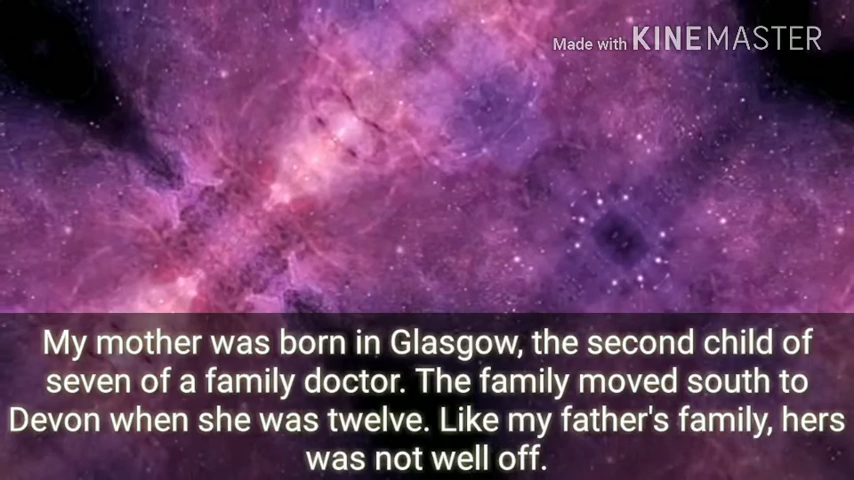 Made with KINEMASTER
My mother was born in Glasgow, the second child of
seven of a family doctor. The family moved south to
Devon when she was twelve. Like my father's family, hers
was not well off.